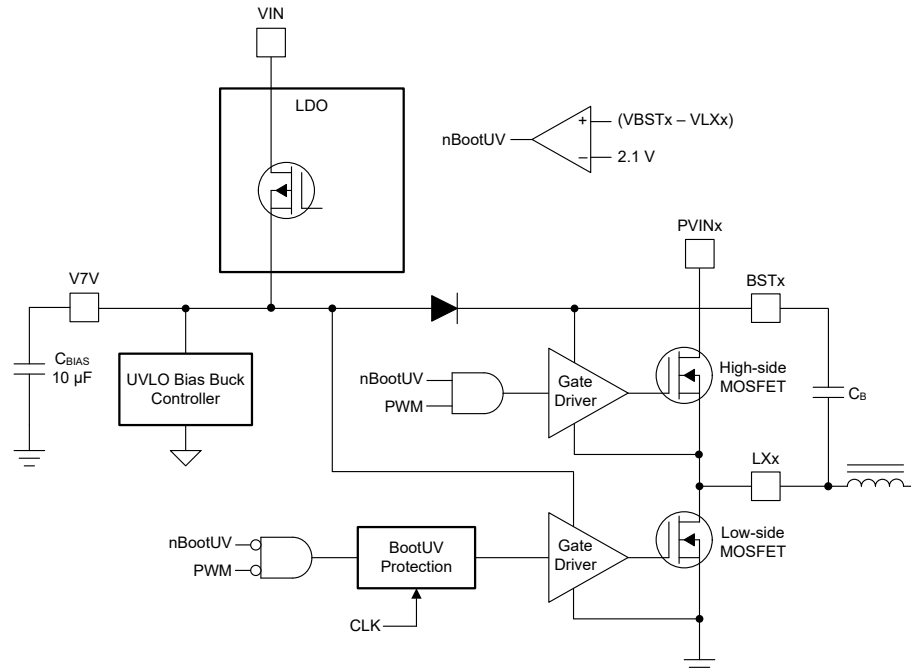 VIN
LDO
nBootUV
(VBSTx – VLXx)
2.1 V
+
−
PVINx
V7V
BSTx
CBIAS
10 µF
UVLO Bias Buck
Controller
nBootUV
PWM
Gate
Driver
High-side
MOSFET
CB
LXx
nBootUV
PWM
BootUV
Protection
Gate
Driver
Low-side
MOSFET
CLK